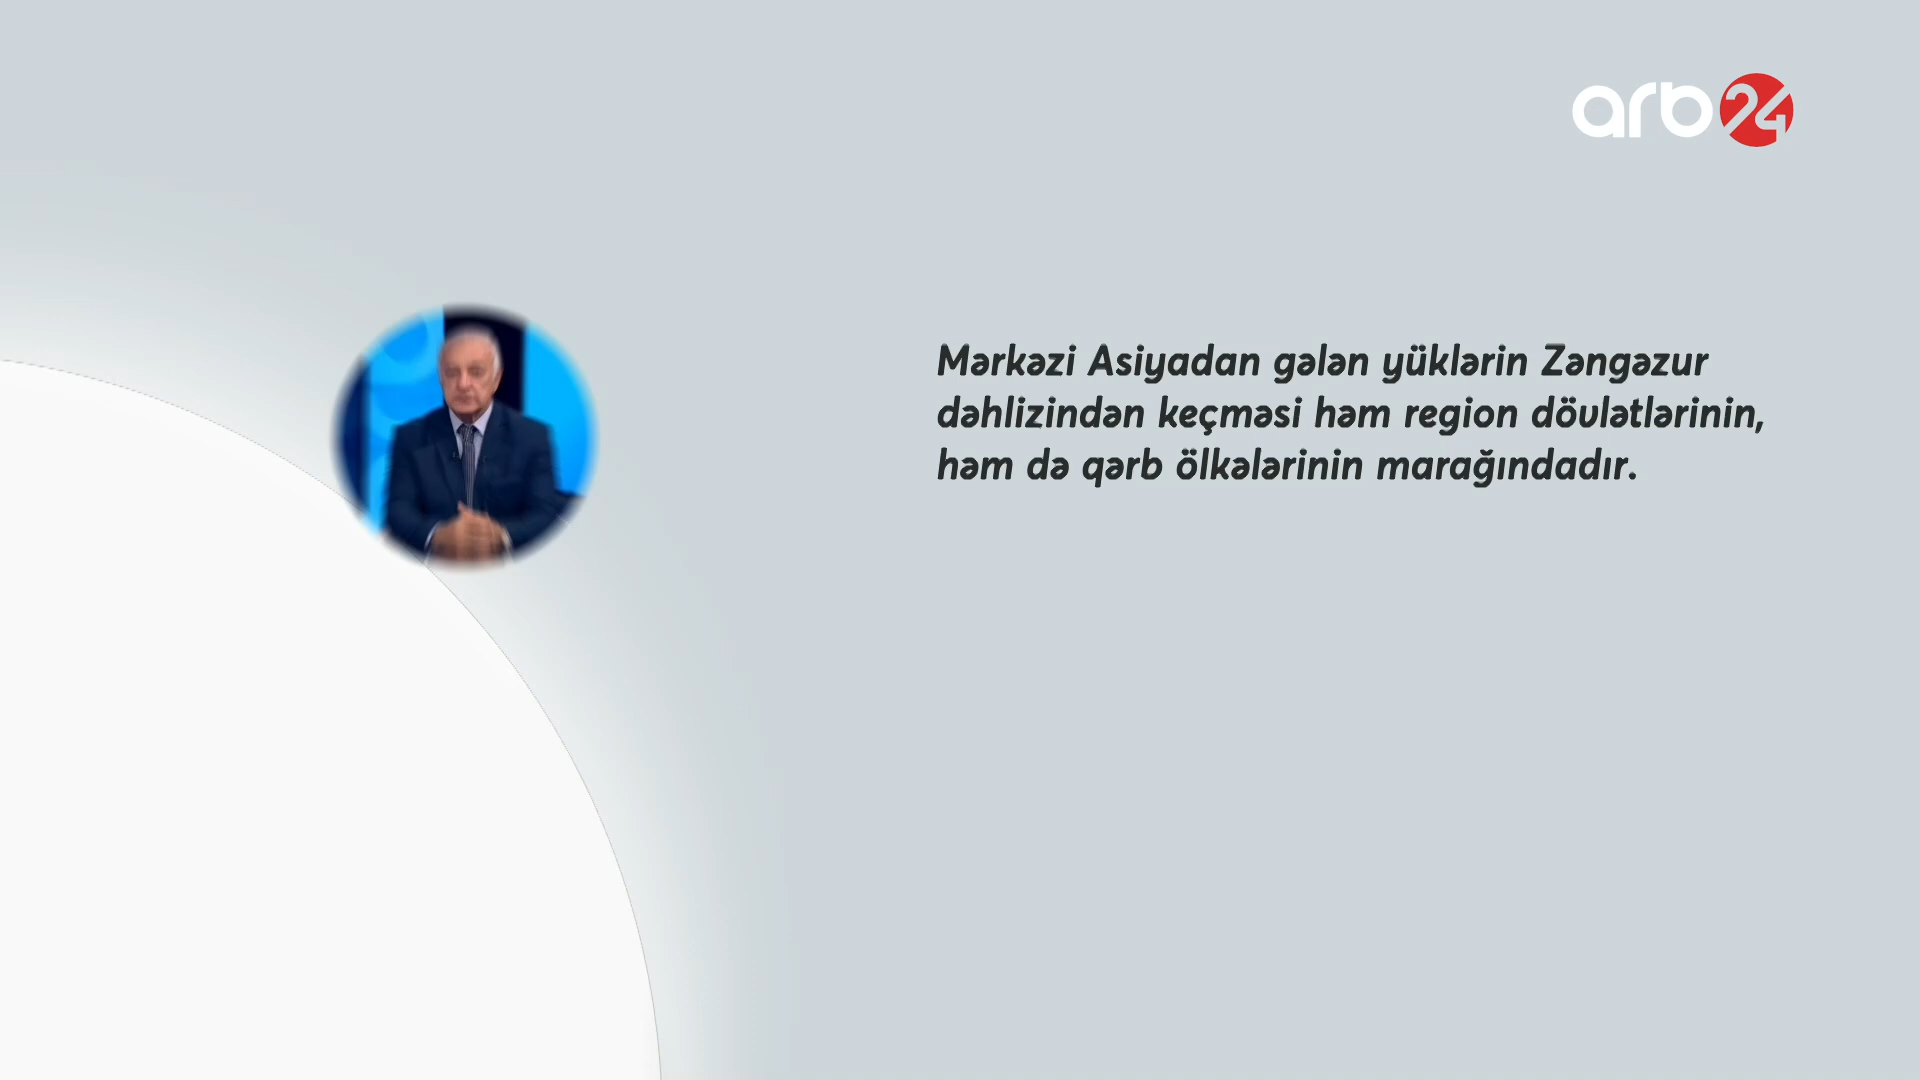 arb24
Mərkəzi Asiyadan gələn yüklərin Zəngəzur
dəhlizindən keçməsi həm region dövlətlərinin,
həm də qərb ölkələrinin marağındadır.